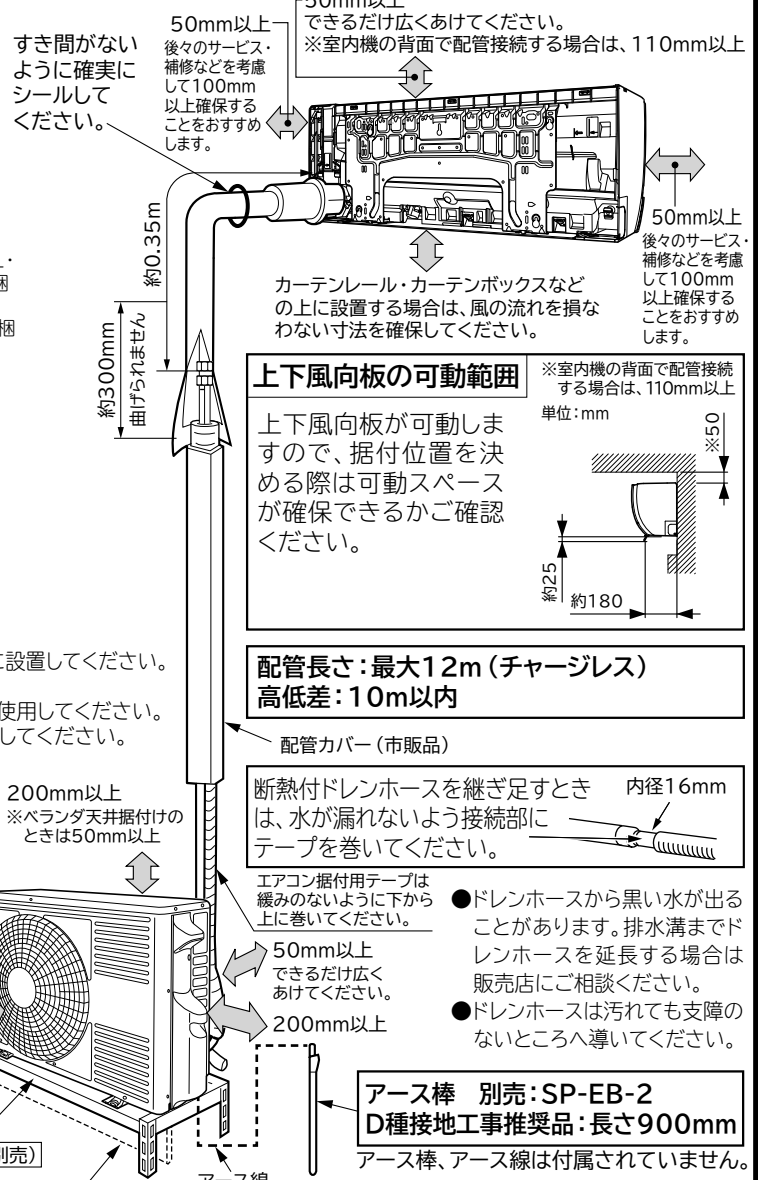 50mm以上
できるだけ広くあけてください。
※室内機の背面で配管接続する場合は、110mm以上
50mm以上
後々のサービス・
補修などを考慮
して100mm
以上確保する
ことをおすすめ
します。
すき間がない
ように確実に
シールして
ください。
50mm以上
後々のサービス・
補修などを考慮
して100mm
以上確保する
ことをおすすめ
します。
約0.35m
約300mm
曲げられません
梱
カーテンレール・カーテンボックスなど
の上に設置する場合は、風の流れを損な
わない寸法を確保してください。
上下風向板の可動範囲
上下風向板が可動しま
すので、据付位置を決
める際は可動スペース
が確保できるかご確認
ください。
※室内機の背面で配管接続
する場合は、110mm以上
単位:mm
※50
約25
約180
に設置してください。
使用してください。
してください。
配管長さ:最大12m(チャージレス)
高低差:10m以内
配管カバー(市販品)
断熱付ドレンホースを継ぎ足すとき
は、水が漏れないよう接続部に
テープを巻いてください。
内径16mm
200mm以上
※ベランダ天井据付けの
ときは50mm以上
エアコン据付用テープは
緩みのないように下から
上に巻いてください。
50mm以上
できるだけ広く
あけてください。
200mm以上
●ドレンホースから黒い水が出る
ことがあります。排水溝までド
レンホースを延長する場合は
販売店にご相談ください。
●ドレンホースは汚れても支障の
ないところへ導いてください。
アース棒 別売:SP-EB-2
D種接地工事推奨品:長さ900mm
アース棒、アース線は付属されていません。
別売)
アース線